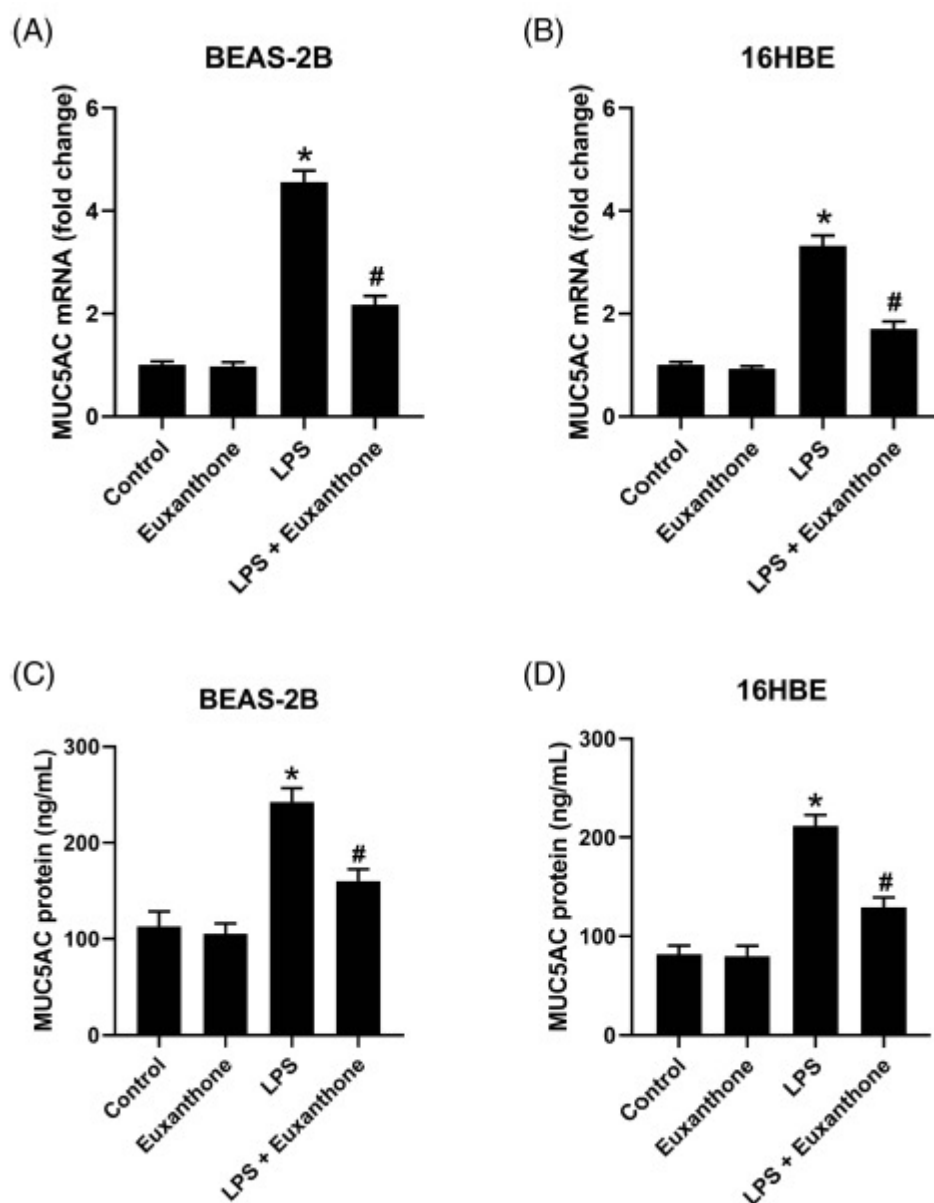 (A)
BEAS-2B
MUC5AC mRNA (fold change)
6
4
2
0
*
#
Control
Euxanthone
LPS
LPS + Euxanthone
(B)
16HBE
MUC5AC mRNA (fold change)
6
4
2
0
*
#
Control
Euxanthone
LPS
LPS + Euxanthone
(C)
BEAS-2B
MUC5AC protein (ng/mL)
300
200
100
0
*
#
Control
Euxanthone
LPS
LPS + Euxanthone
(D)
16HBE
MUC5AC protein (ng/mL)
300
200
100
0
*
#
Control
Euxanthone
LPS
LPS + Euxanthone